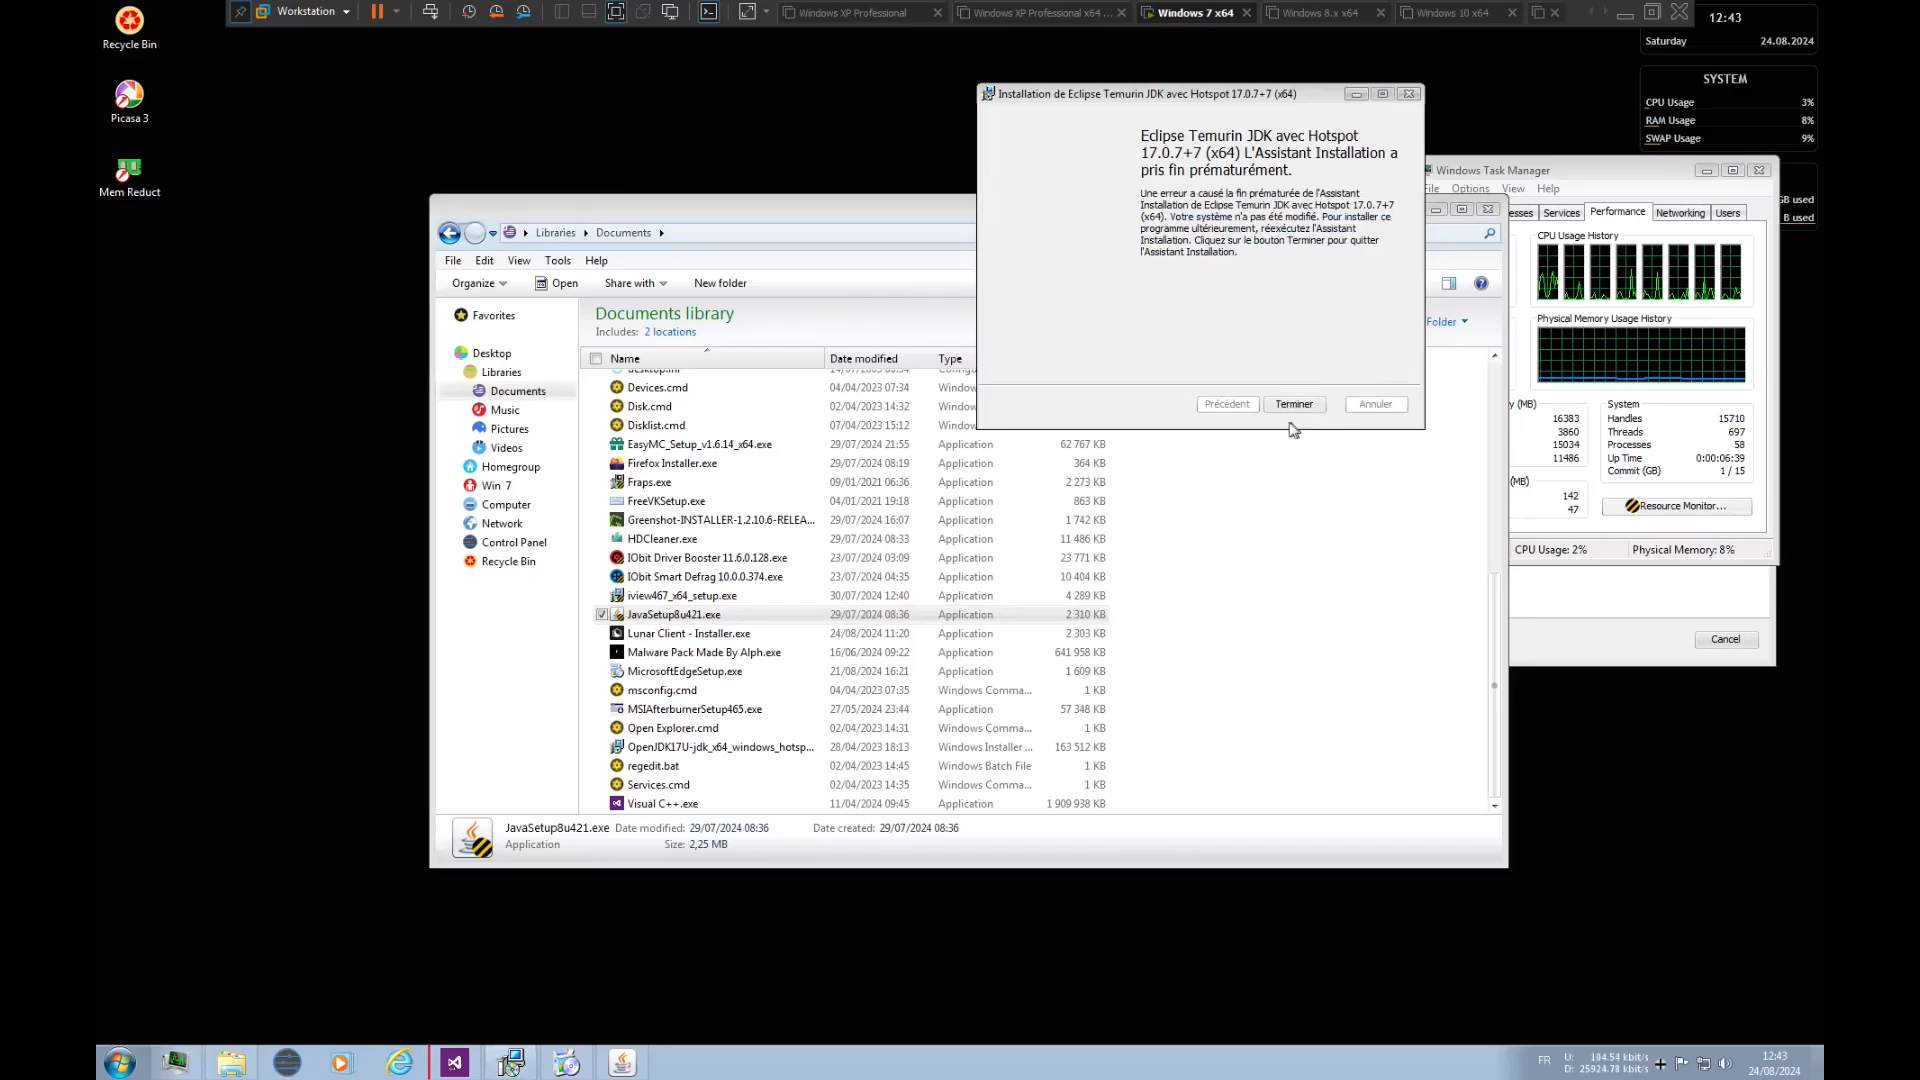 Workstation
Windows XP Professional
Windows XP Professional x64 ...
Windows 7 x64
Windows 8.x x64
Windows 10 x64
12:43
Saturday 24.08.2024
SYSTEM
CPU Usage 3%
RAM Usage 8%
SWAP Usage 9%
GB used
B used
Recycle Bin
Picasa 3
Mem Reduct
Installation de Eclipse Temurin JDK avec Hotspot 17.0.7+7 (x64)
Eclipse Temurin JDK avec Hotspot
17.0.7+7 (x64) L'Assistant Installation a
pris fin prématurément.
Une erreur a causé la fin prématurée de l'Assistant
Installation de Eclipse Temurin JDK avec Hotspot 17.0.7+7
(x64). Votre système n'a pas été modifié. Pour installer ce
programme ultérieurement, réexécutez l'Assistant
Installation. Cliquez sur le bouton Terminer pour quitter
l'Assistant Installation.
Précédent Terminer Annuler
Windows Task Manager
File Options View Help
esses Services Performance Networking Users
CPU Usage History
Physical Memory Usage History
y (MB)
16383
3860
15034
11486
(MB)
142
47
System
Handles 15710
Threads 697
Processes 58
Up Time 0:00:06:39
Commit (GB) 1 / 15
Resource Monitor...
CPU Usage: 2% Physical Memory: 8%
Cancel
Libraries Documents
File Edit View Tools Help
Organize Open Share with New folder
Favorites
Desktop
Libraries
Documents
Music
Pictures
Videos
Homegroup
Win 7
Computer
Network
Control Panel
Recycle Bin
Documents library
Includes: 2 locations
Folder
Name Date modified Type
Devices.cmd 04/04/2023 07:34 Windo
Disk.cmd 02/04/2023 14:32 Windo
Disklist.cmd 07/04/2023 15:12 Windo
EasyMC_Setup_v1.6.14_x64.exe 29/07/2024 21:55 Application 62 767 KB
Firefox Installer.exe 29/07/2024 08:19 Application 364 KB
Fraps.exe 09/01/2021 06:36 Application 2 273 KB
FreeVKSetup.exe 04/01/2021 19:18 Application 863 KB
Greenshot-INSTALLER-1.2.10.6-RELEA... 29/07/2024 16:07 Application 1 742 KB
HDCleaner.exe 29/07/2024 08:33 Application 11 486 KB
IObit Driver Booster 11.6.0.128.exe 23/07/2024 03:09 Application 23 771 KB
IObit Smart Defrag 10.0.0.374.exe 23/07/2024 04:35 Application 10 404 KB
iview467_x64_setup.exe 30/07/2024 12:40 Application 4 289 KB
JavaSetup8u421.exe 29/07/2024 08:36 Application 2 310 KB
Lunar Client - Installer.exe 24/08/2024 11:20 Application 2 303 KB
Malware Pack Made By Alph.exe 16/06/2024 09:22 Application 641 958 KB
MicrosoftEdgeSetup.exe 21/08/2024 16:21 Application 1 609 KB
msconfig.cmd 04/04/2023 07:35 Windows Comma... 1 KB
MSIAfterburnerSetup465.exe 27/05/2024 23:44 Application 57 348 KB
Open Explorer.cmd 02/04/2023 14:31 Windows Comma... 1 KB
OpenJDK17U-jdk_x64_windows_hotsp... 28/04/2023 18:13 Windows Installer ... 163 512 KB
regedit.bat 02/04/2023 14:45 Windows Batch File 1 KB
Services.cmd 02/04/2023 14:35 Windows Comma... 1 KB
Visual C++.exe 11/04/2024 09:45 Application 1 909 938 KB
JavaSetup8u421.exe Date modified: 29/07/2024 08:36 Date created: 29/07/2024 08:36
Application Size: 2,25 MB
FR
U: 104.54 kbit/s
D: 25924.78 kbit/s
12:43
24/08/2024